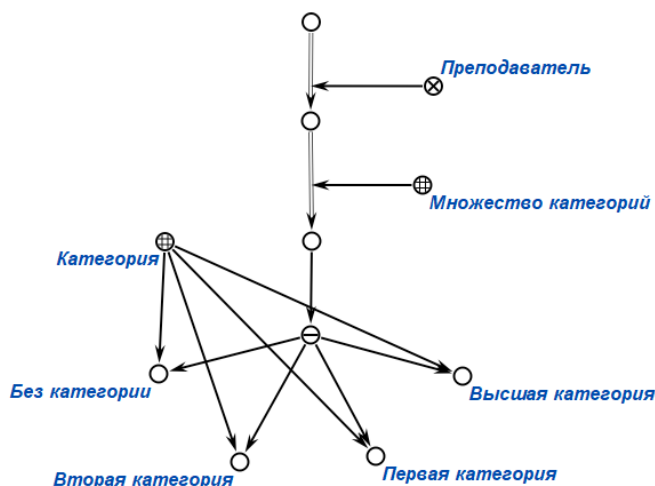 Преподаватель
Множество категорий
Категория
Без категории
Высшая категория
Вторая категория
Первая категория